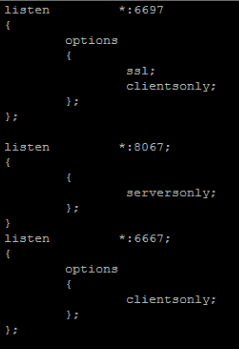 listen *:6697
{
options
{
ssl;
clientsonly;
};
};
listen *:8067;
{
{
serversonly;
};
}
listen *:6667;
{
options
{
clientsonly;
};
};